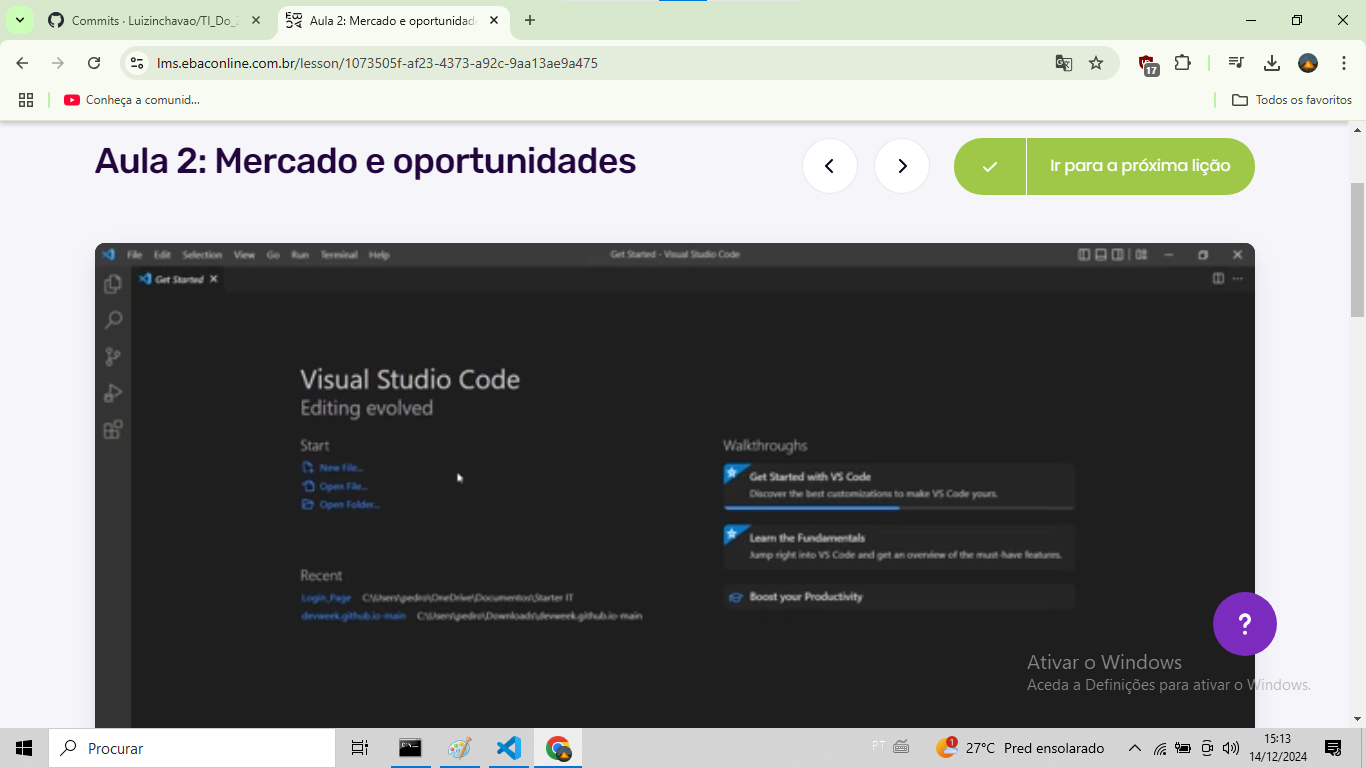 Commits · Luizinchavao/TI_Do_
Aula 2: Mercado e oportunidade
lms.ebaconline.com.br/lesson/1073505f-af23-4373-a92c-9aa13ae9a475
17
Conheça a comunid...
Todos os favoritos
Aula 2: Mercado e oportunidades
Ir para a próxima lição
File Edit Selection View Go Run Terminal Help
Get Started - Visual Studio Code
Get Started
Visual Studio Code
Editing evolved
Start
New File...
Open File...
Open Folder...
Walkthroughs
Get Started with VS Code
Discover the best customizations to make VS Code yours.
Learn the Fundamentals
Jump right into VS Code and get an overview of the must-have features.
Boost your Productivity
Recent
Login_Page C:\Users\pedro\OneDrive\Documentos\Starter IT
devweek.github.io-main C:\Users\pedro\Downloads\devweek.github.io-main
?
Ativar o Windows
Aceda a Definições para ativar o Windows.
Procurar
PT
1
27°C Pred ensolarado
15:13
14/12/2024